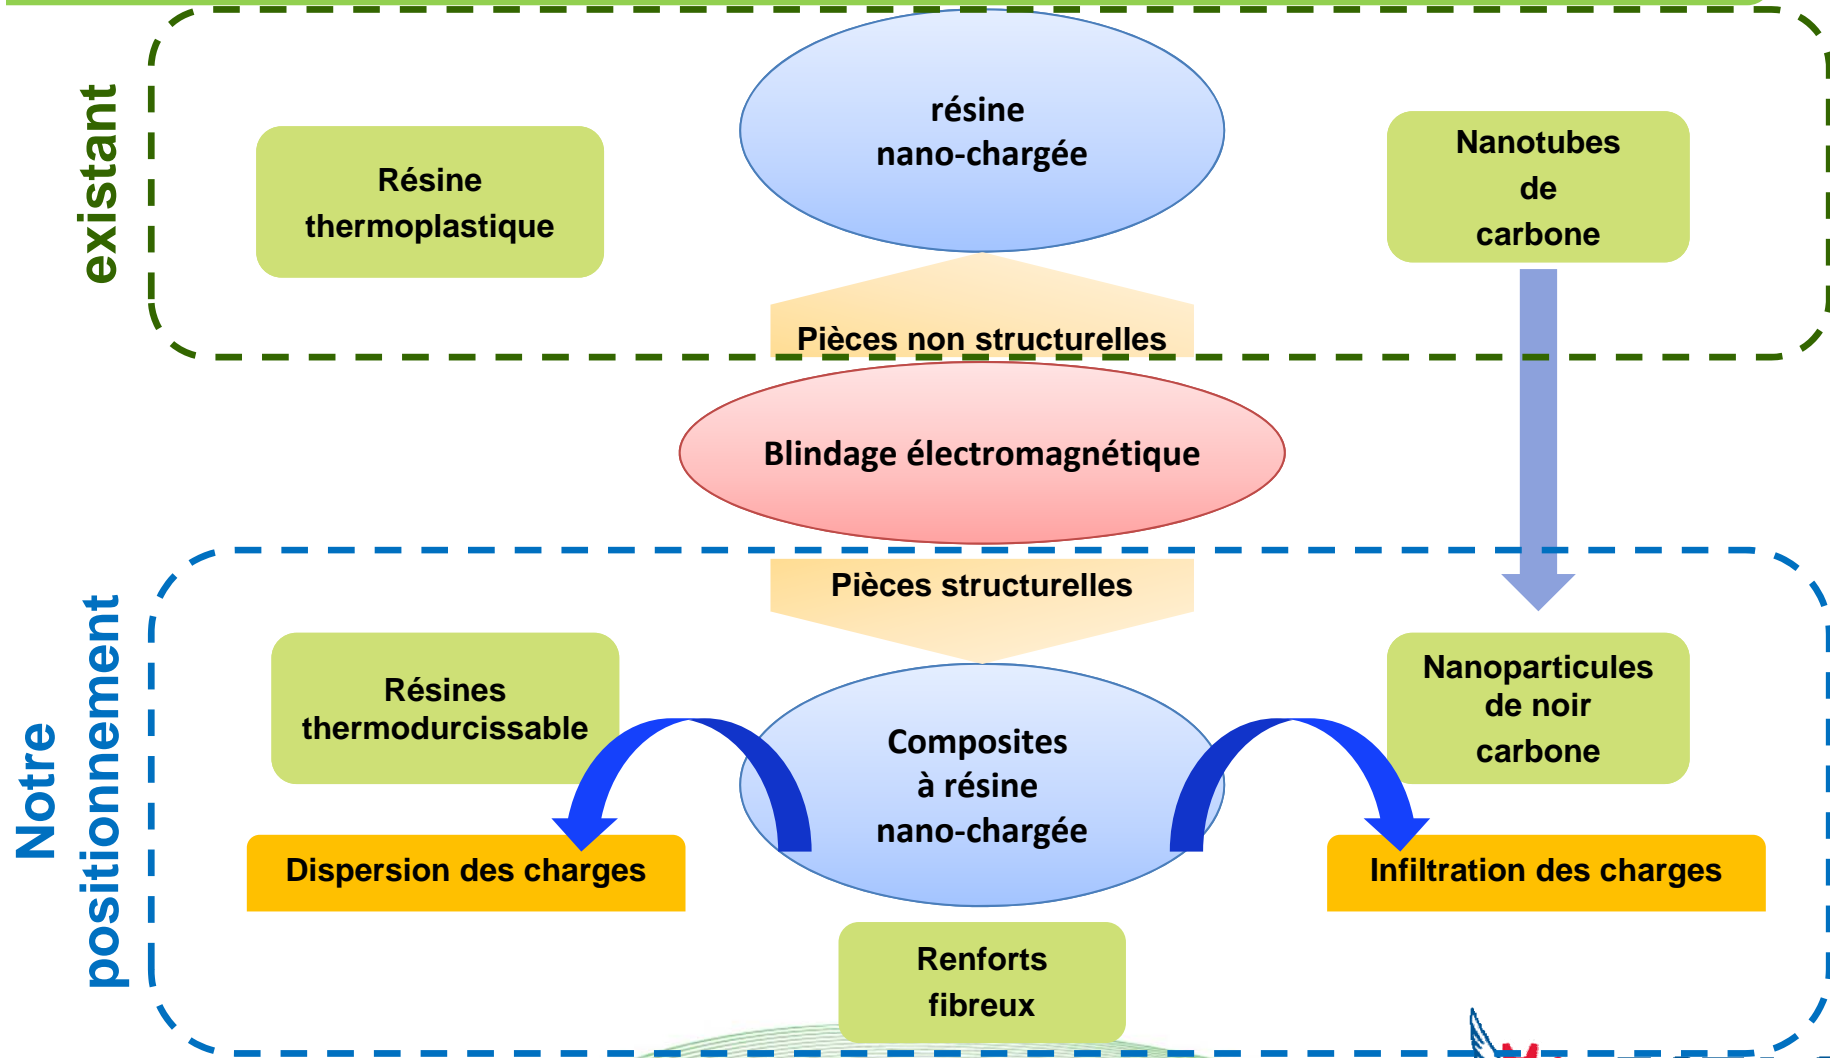 existant
résine
nano-chargée
Résine
thermoplastique
Nanotubes
de
carbone
Pièces non structurelles
Blindage électromagnétique
Notre
positionnement
Pièces structurelles
Résines
thermodurcissable
Composites
à résine
nano-chargée
Nanoparticules
de noir
carbone
Dispersion des charges
Infiltration des charges
Renforts
fibreux